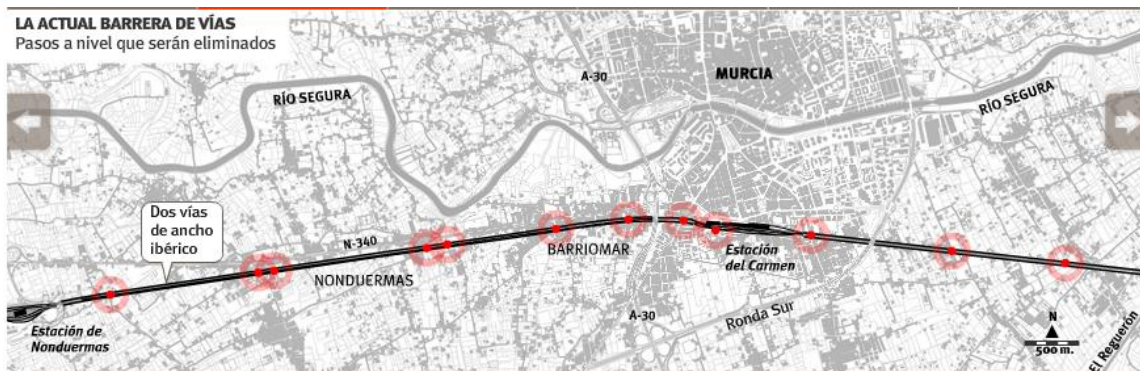 LA ACTUAL BARRERA DE VÍAS
Pasos a nivel que serán eliminados
A-30
MURCIA
RÍO SEGURA
RÍO SEGURA
Dos vías
de ancho
ibérico
N-340
NONDUERMAS
BARRIOMAR
Estación
del Carmen
Estación de
Nonduermas
A-30
Ronda Sur
N
500 m.
El Reguerón